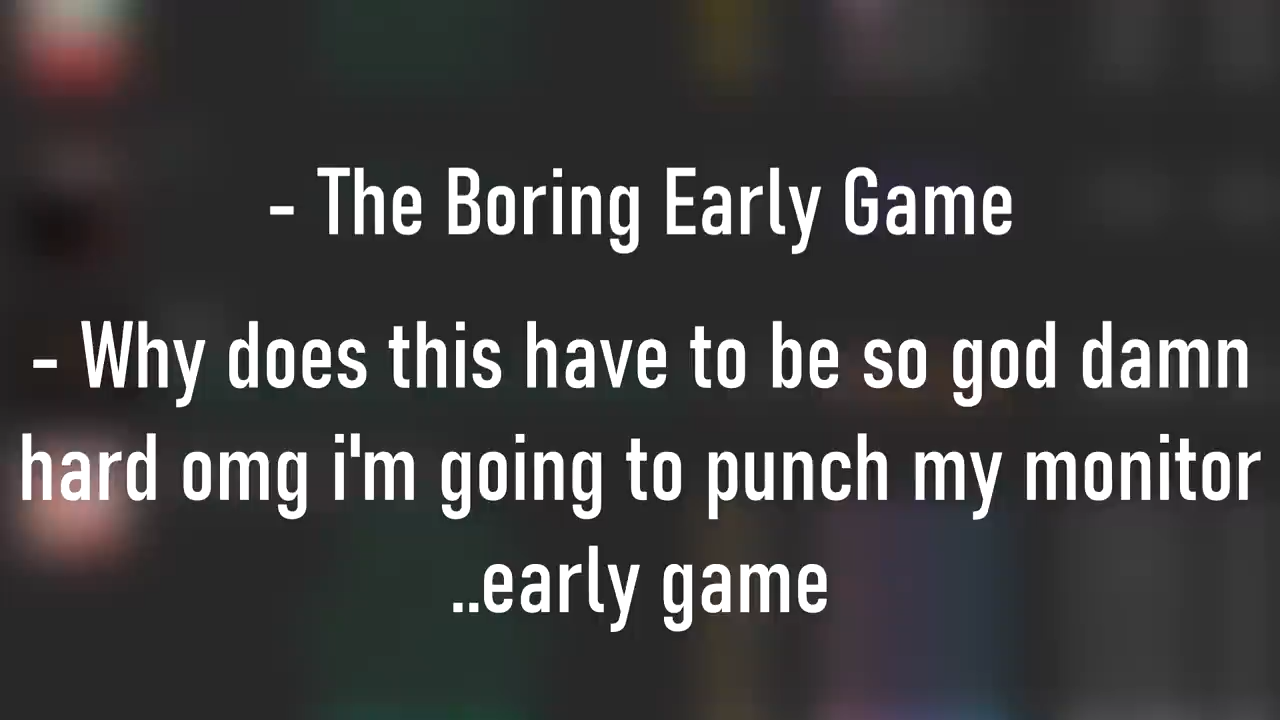 - The Boring Early Game
- Why does this have to be so god damn
hard omg i'm going to punch my monitor
..early game